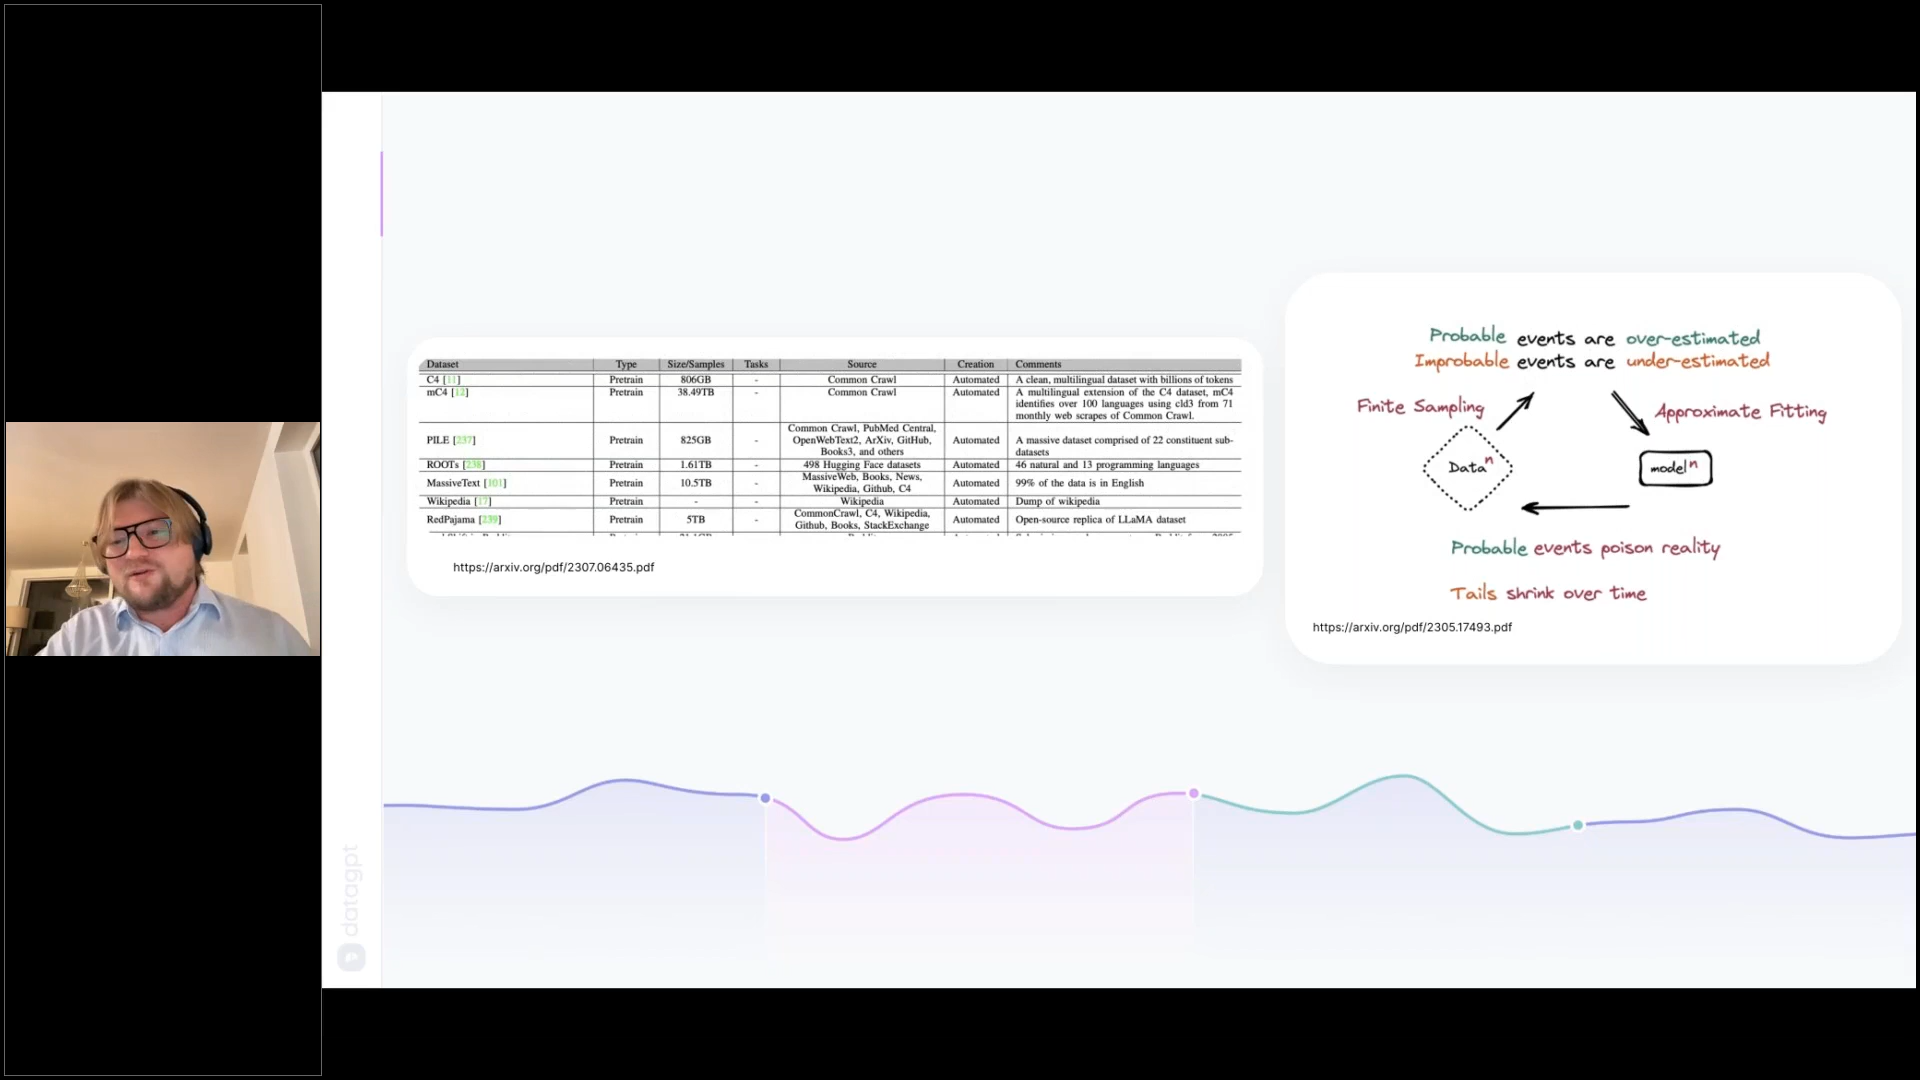 Dataset Type Size/Samples Tasks Source Creation Comments
C4 [11] Pretrain 806GB - Common Crawl Automated A clean, multilingual dataset with billions of tokens
mC4 [12] Pretrain 38.49TB - Common Crawl Automated A multilingual extension of the C4 dataset, mC4
identifies over 100 languages using cld3 from 71
monthly web scrapes of Common Crawl.
PILE [237] Pretrain 825GB - Common Crawl, PubMed Central,
OpenWebText2, ArXiv, GitHub,
Books3, and others
Automated A massive dataset comprised of 22 constituent sub-
datasets
ROOTs [238] Pretrain 1.61TB - 498 Hugging Face datasets Automated 46 natural and 13 programming languages
MassiveText [101] Pretrain 10.5TB - MassiveWeb, Books, News,
Wikipedia, Github, C4
Automated 99% of the data is in English
Wikipedia [17] Pretrain - - Wikipedia Automated Dump of wikipedia
RedPajama [239] Pretrain 5TB - CommonCrawl, C4, Wikipedia,
Github, Books, StackExchange
Automated Open-source replica of LLaMA dataset
https://arxiv.org/pdf/2307.06435.pdf
Probable events are over-estimated
Improbable events are under-estimated
Finite Sampling
Approximate Fitting
Data n
model n
Probable events poison reality
Tails shrink over time
https://arxiv.org/pdf/2305.17493.pdf
datagpt